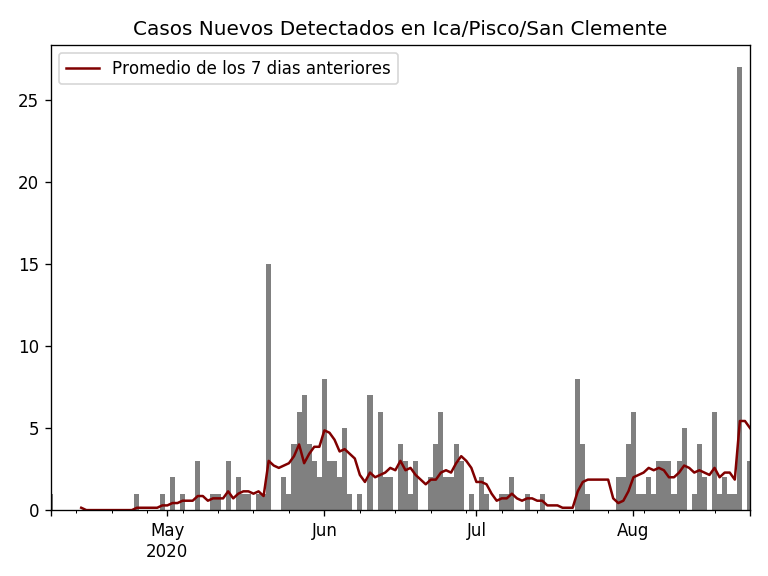 Casos Nuevos Detectados en Ica/Pisco/San Clemente
Promedio de los 7 dias anteriores
25
20
15
10
5
0
May Jun Jul Aug
2020